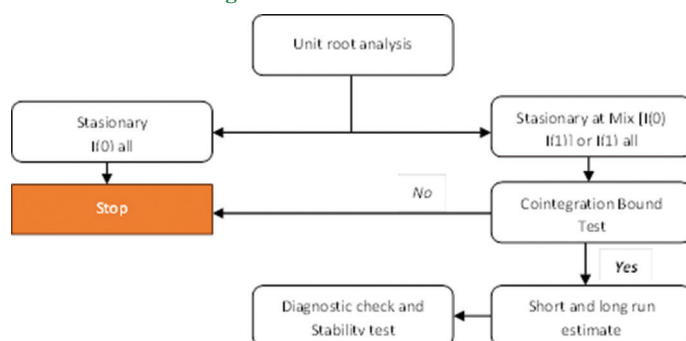 Unit root analysis
Stasionary
I(0) all
Stasionary at Mix [I(0)
I(1)] or I(1) all
Stop
No
Cointegration Bound
Test
Yes
Diagnostic check and
Stability test
Short and long run
estimate